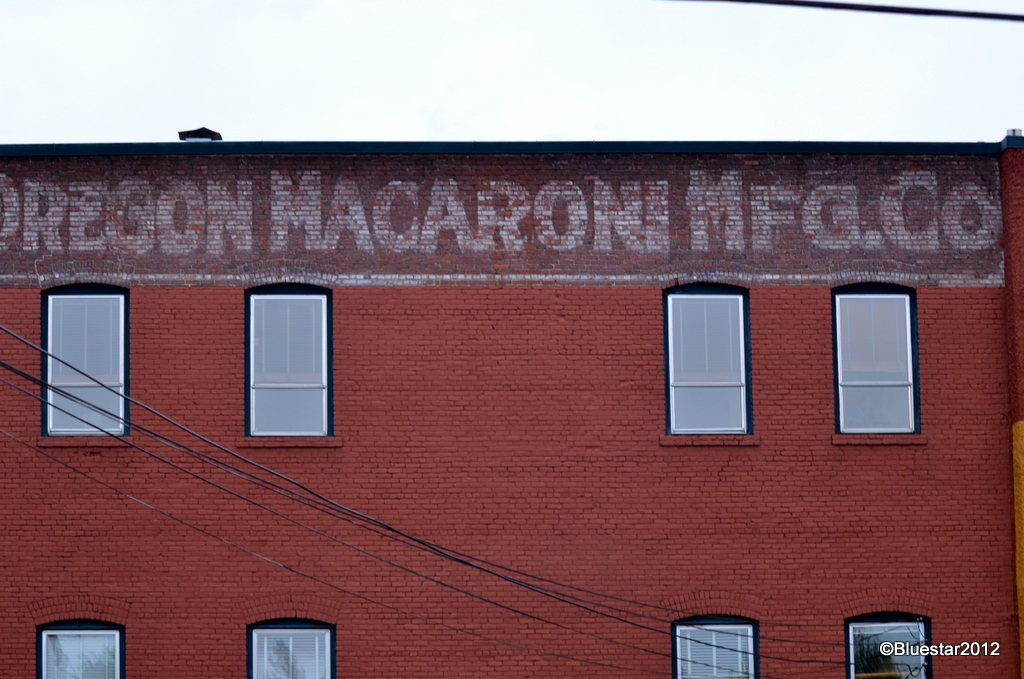 OREGON MACARONI MFG. CO
©Bluestar2012